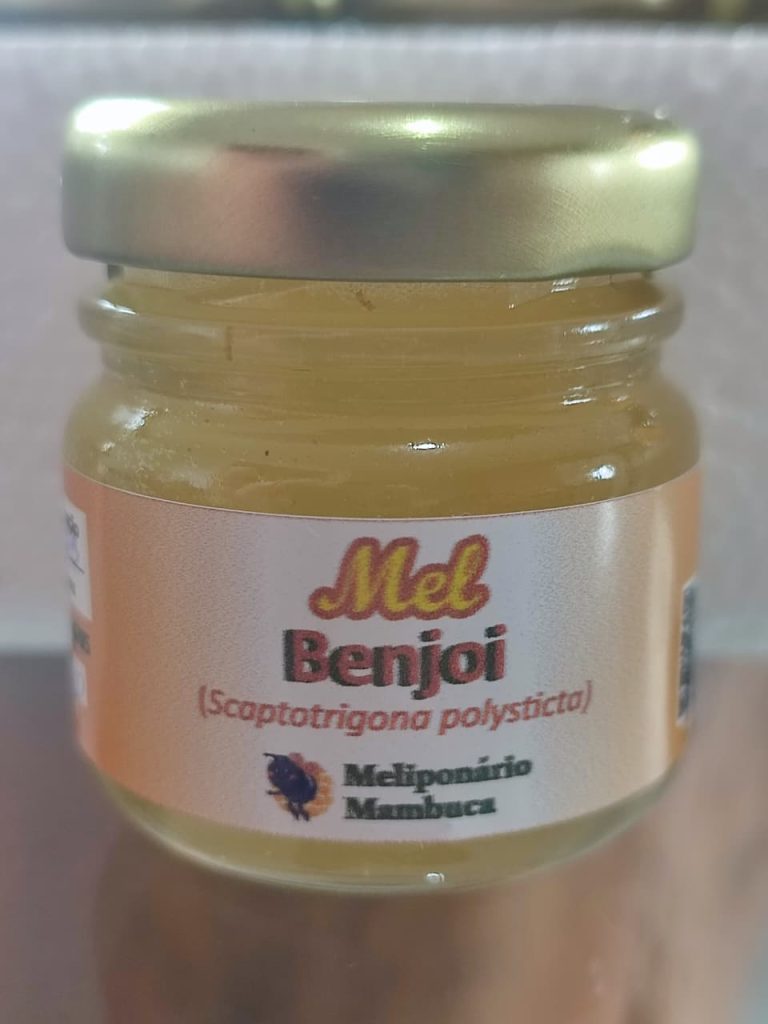 Mel
Benjoi
(Scaptotrigona polysticta)
Meliponário
Mambuca